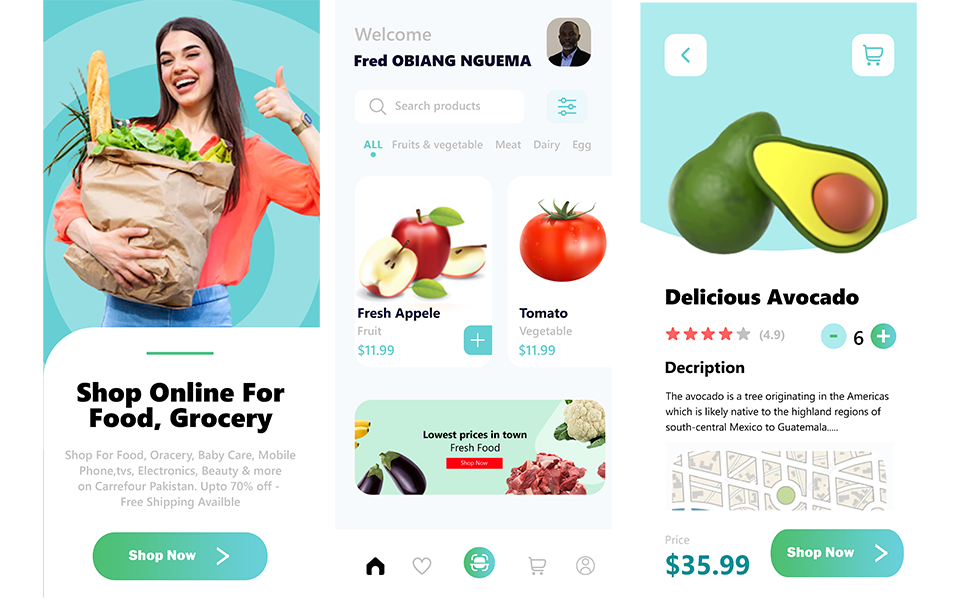 Shop Online For
Food, Grocery
Shop For Food, Oracery, Baby Care, Mobile
Phone,tvs, Electronics, Beauty & more
on Carrefour Pakistan. Upto 70% off -
Free Shipping Availble
Shop Now
Welcome
Fred OBIANG NGUEMA
Search products
ALL Fruits & vegetable Meat Dairy Egg
Fresh Appele
Fruit
$11.99
Tomato
Vegetable
$11.99
Lowest prices in town
Fresh Food
Shop Now
Delicious Avocado
(4.9)
- 6 +
Decription
The avocado is a tree originating in the Americas
which is likely native to the highland regions of
south-central Mexico to Guatemala.....
Price
$35.99
Shop Now